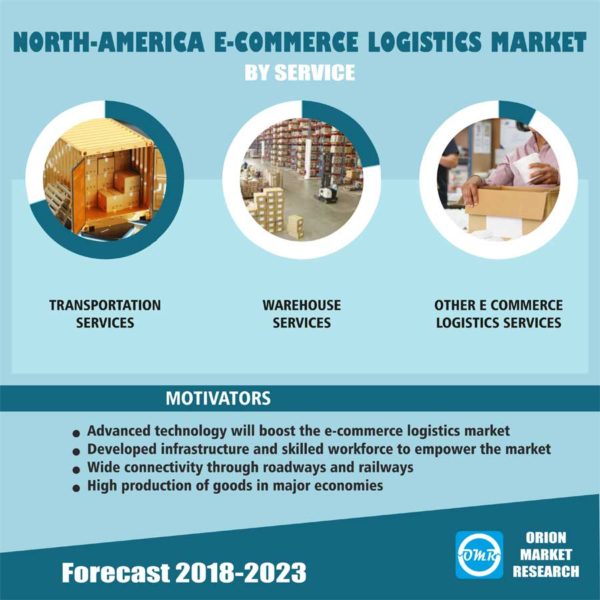 NORTH-AMERICA E-COMMERCE LOGISTICS MARKET
BY SERVICE
TRANSPORTATION
SERVICES
WAREHOUSE
SERVICES
OTHER E COMMERCE
LOGISTICS SERVICES
MOTIVATORS
● Advanced technology will boost the e-commerce logistics market
● Developed infrastructure and skilled workforce to empower the market
● Wide connectivity through roadways and railways
● High production of goods in major economies
Forecast 2018-2023
OMR
ORION
MARKET
RESEARCH